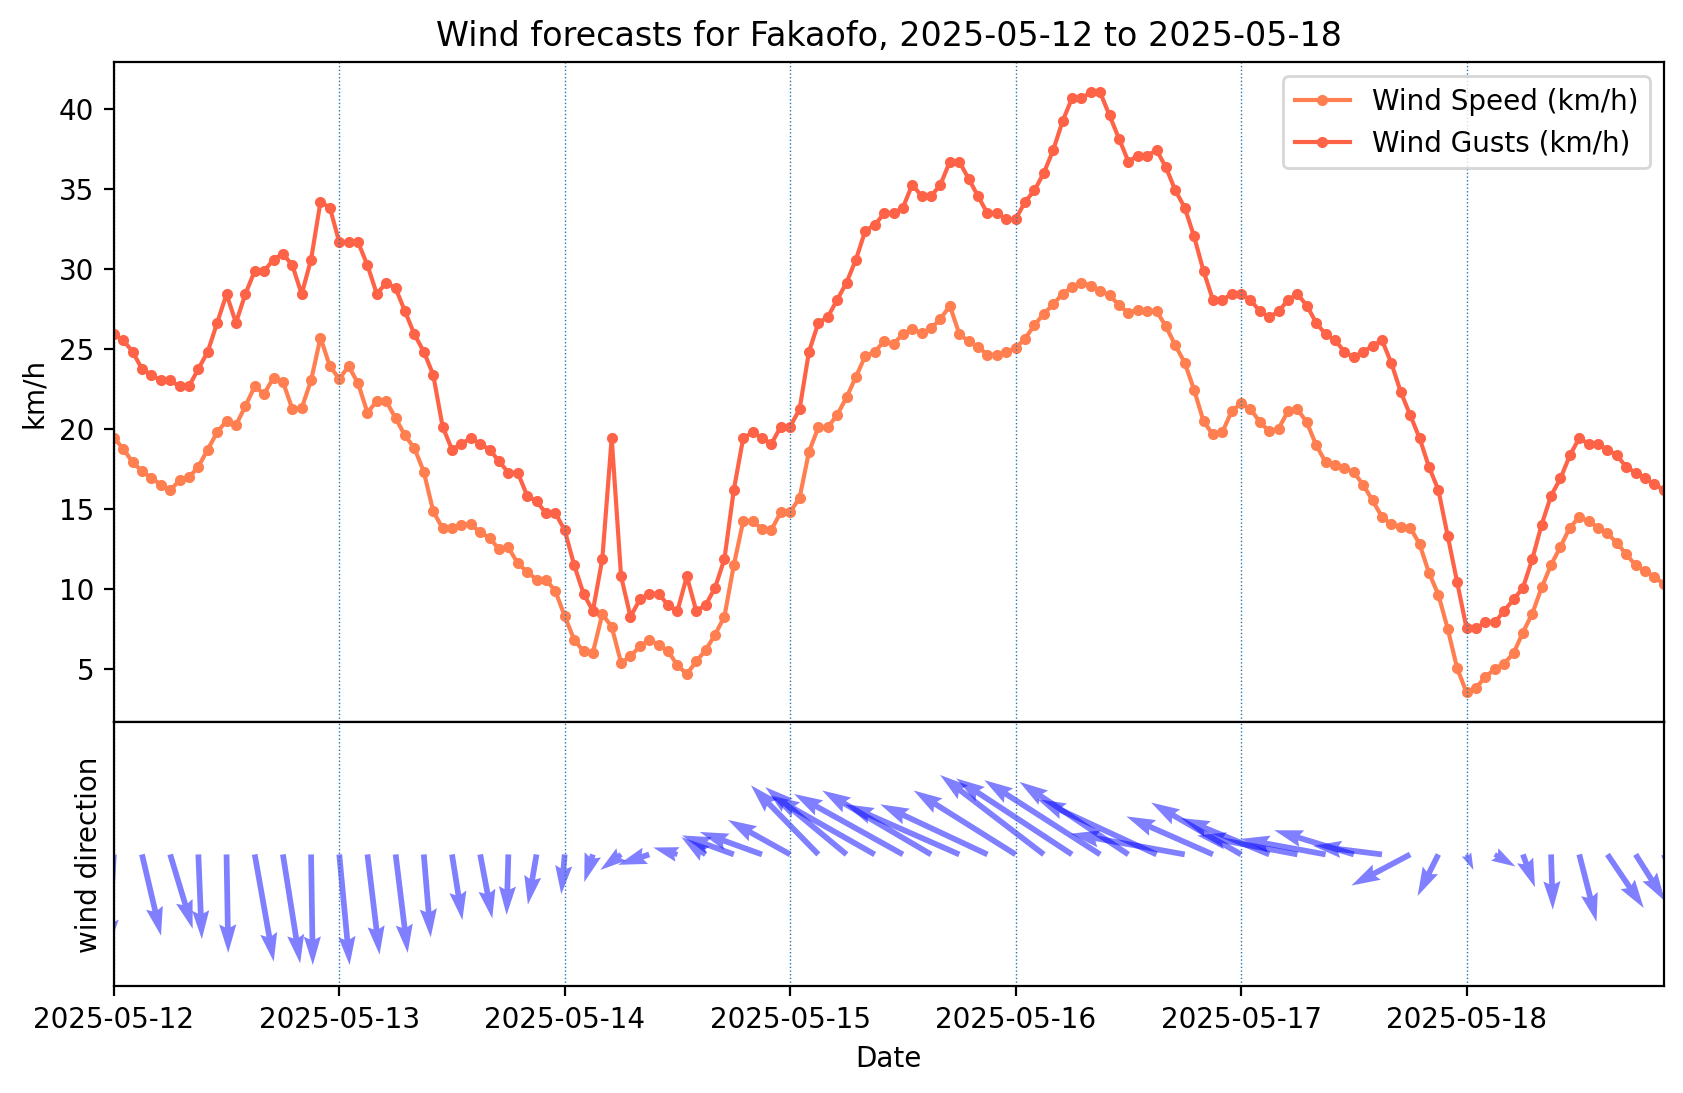 Wind forecasts for Fakaofo, 2025-05-12 to 2025-05-18
Wind Speed (km/h)
Wind Gusts (km/h)
km/h
40
35
30
25
20
15
10
5
wind direction
2025-05-12
2025-05-13
2025-05-14
2025-05-15
2025-05-16
2025-05-17
2025-05-18
Date